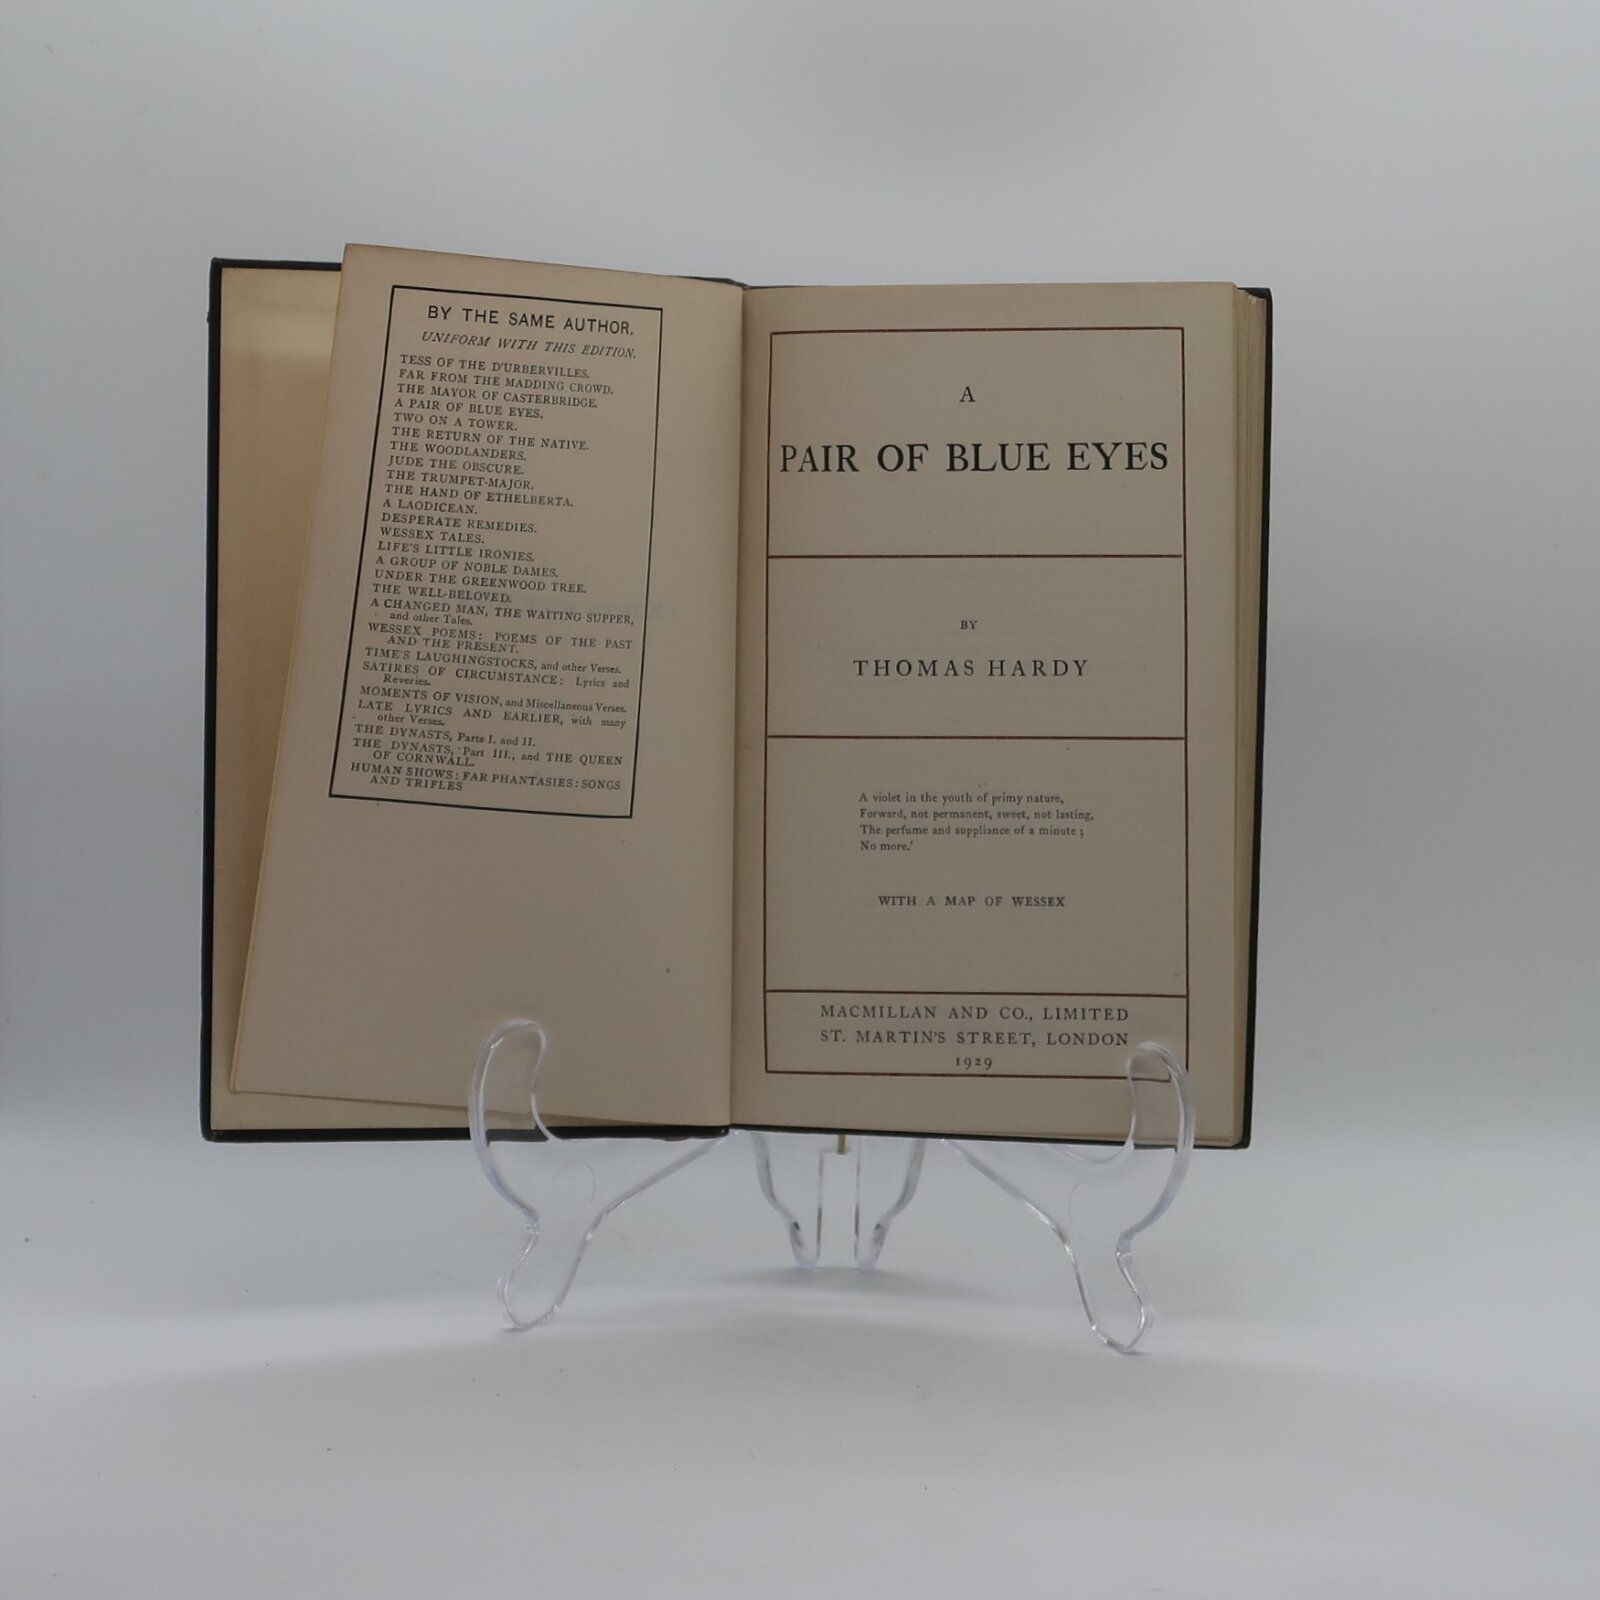 BY THE SAME AUTHOR.
UNIFORM WITH THIS EDITION.
TESS OF THE D'URBERVILLES.
FAR FROM THE MADDING CROWD.
THE MAYOR OF CASTERBRIDGE.
A PAIR OF BLUE EYES.
TWO ON A TOWER.
THE RETURN OF THE NATIVE.
THE WOODLANDERS.
JUDE THE OBSCURE.
THE TRUMPET-MAJOR.
THE HAND OF ETHELBERTA.
A LAODICEAN.
DESPERATE REMEDIES.
WESSEX TALES.
LIFE'S LITTLE IRONIES.
A GROUP OF NOBLE DAMES.
UNDER THE GREENWOOD TREE.
THE WELL-BELOVED.
A CHANGED MAN, THE WAITING SUPPER,
and other Tales.
WESSEX POEMS: POEMS OF THE PAST
AND THE PRESENT.
TIME'S LAUGHINGSTOCKS, and other Verses.
SATIRES OF CIRCUMSTANCE: Lyrics and
Reveries.
MOMENTS OF VISION, and Miscellaneous Verses.
LATE LYRICS AND EARLIER, with many
other Verses.
THE DYNASTS, Parts I. and II.
THE DYNASTS, Part III., and THE QUEEN
OF CORNWALL.
HUMAN SHOWS: FAR PHANTASIES: SONGS
AND TRIFLES
A
PAIR OF BLUE EYES
BY
THOMAS HARDY
A violet in the youth of primy nature,
Forward, not permanent, sweet, not lasting,
The perfume and suppliance of a minute;
No more.'
WITH A MAP OF WESSEX
MACMILLAN AND CO., LIMITED
ST. MARTIN'S STREET, LONDON
1929